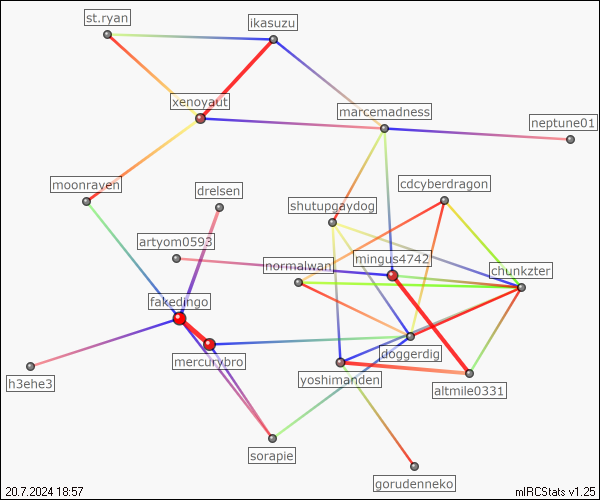 st.ryan
ikasuzu
xenoyaut
marcemadness
neptune01
moonraven
drelsen
cdcyberdragon
shutupgaydog
artyom0593
mingus4742
normalwan
chunkzter
fakedingo
mercurybro
doggerdig
h3ehe3
yoshimanden
altmile0331
sorapie
gorudenneko
20.7.2024 18:57
mIRCStats v1.25